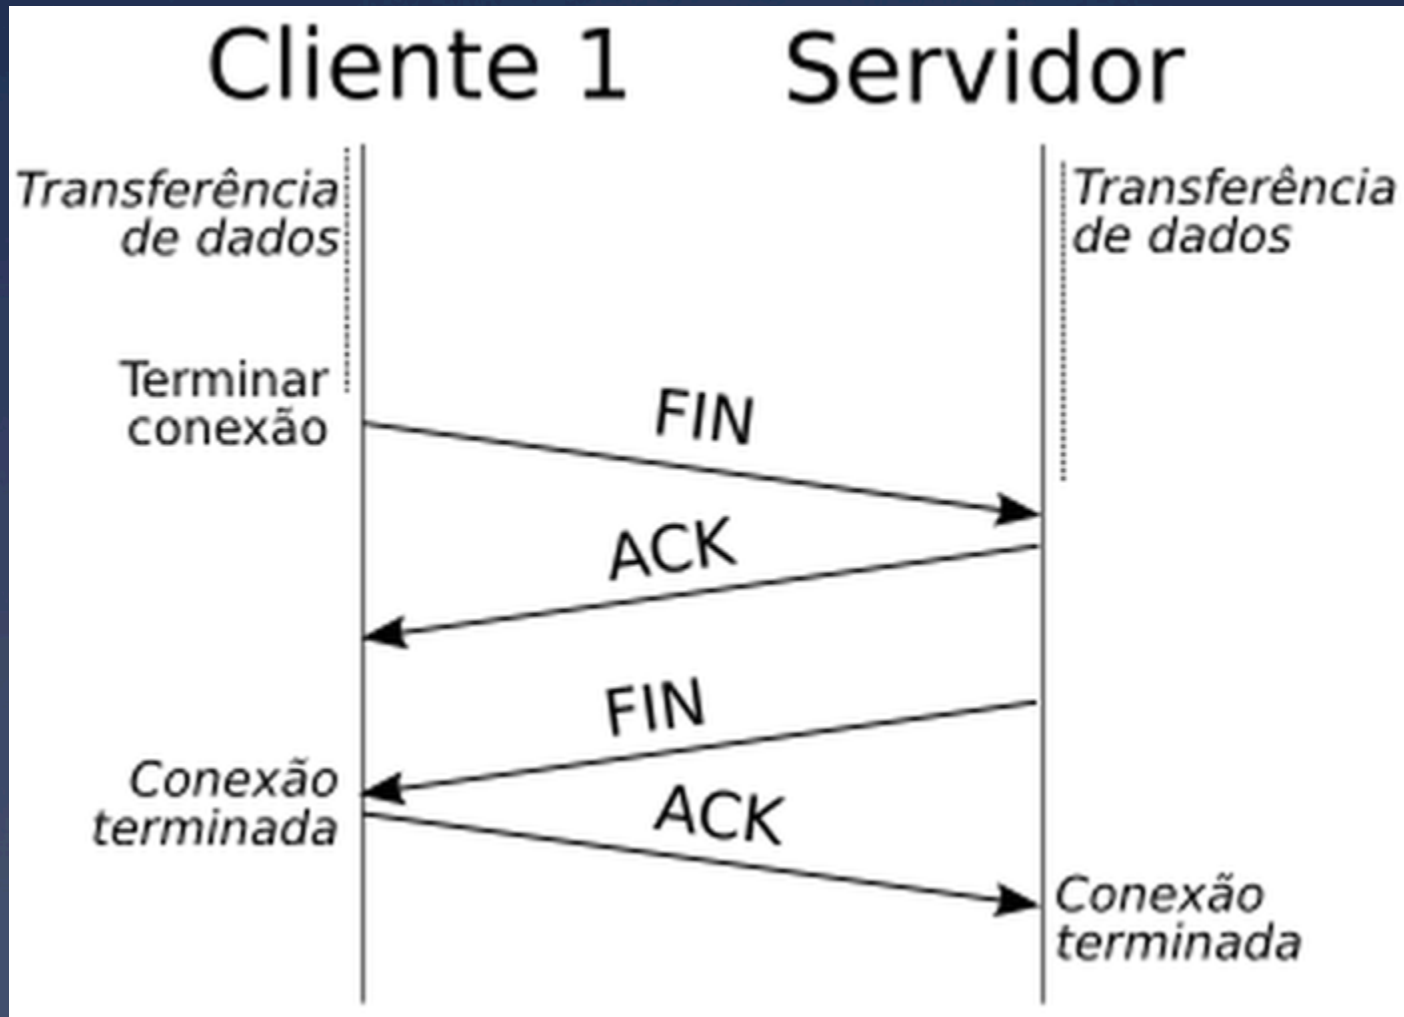 Cliente 1
Servidor
Transferência
de dados
Transferência
de dados
Terminar
conexão
FIN
ACK
FIN
Conexão
terminada
ACK
Conexão
terminada